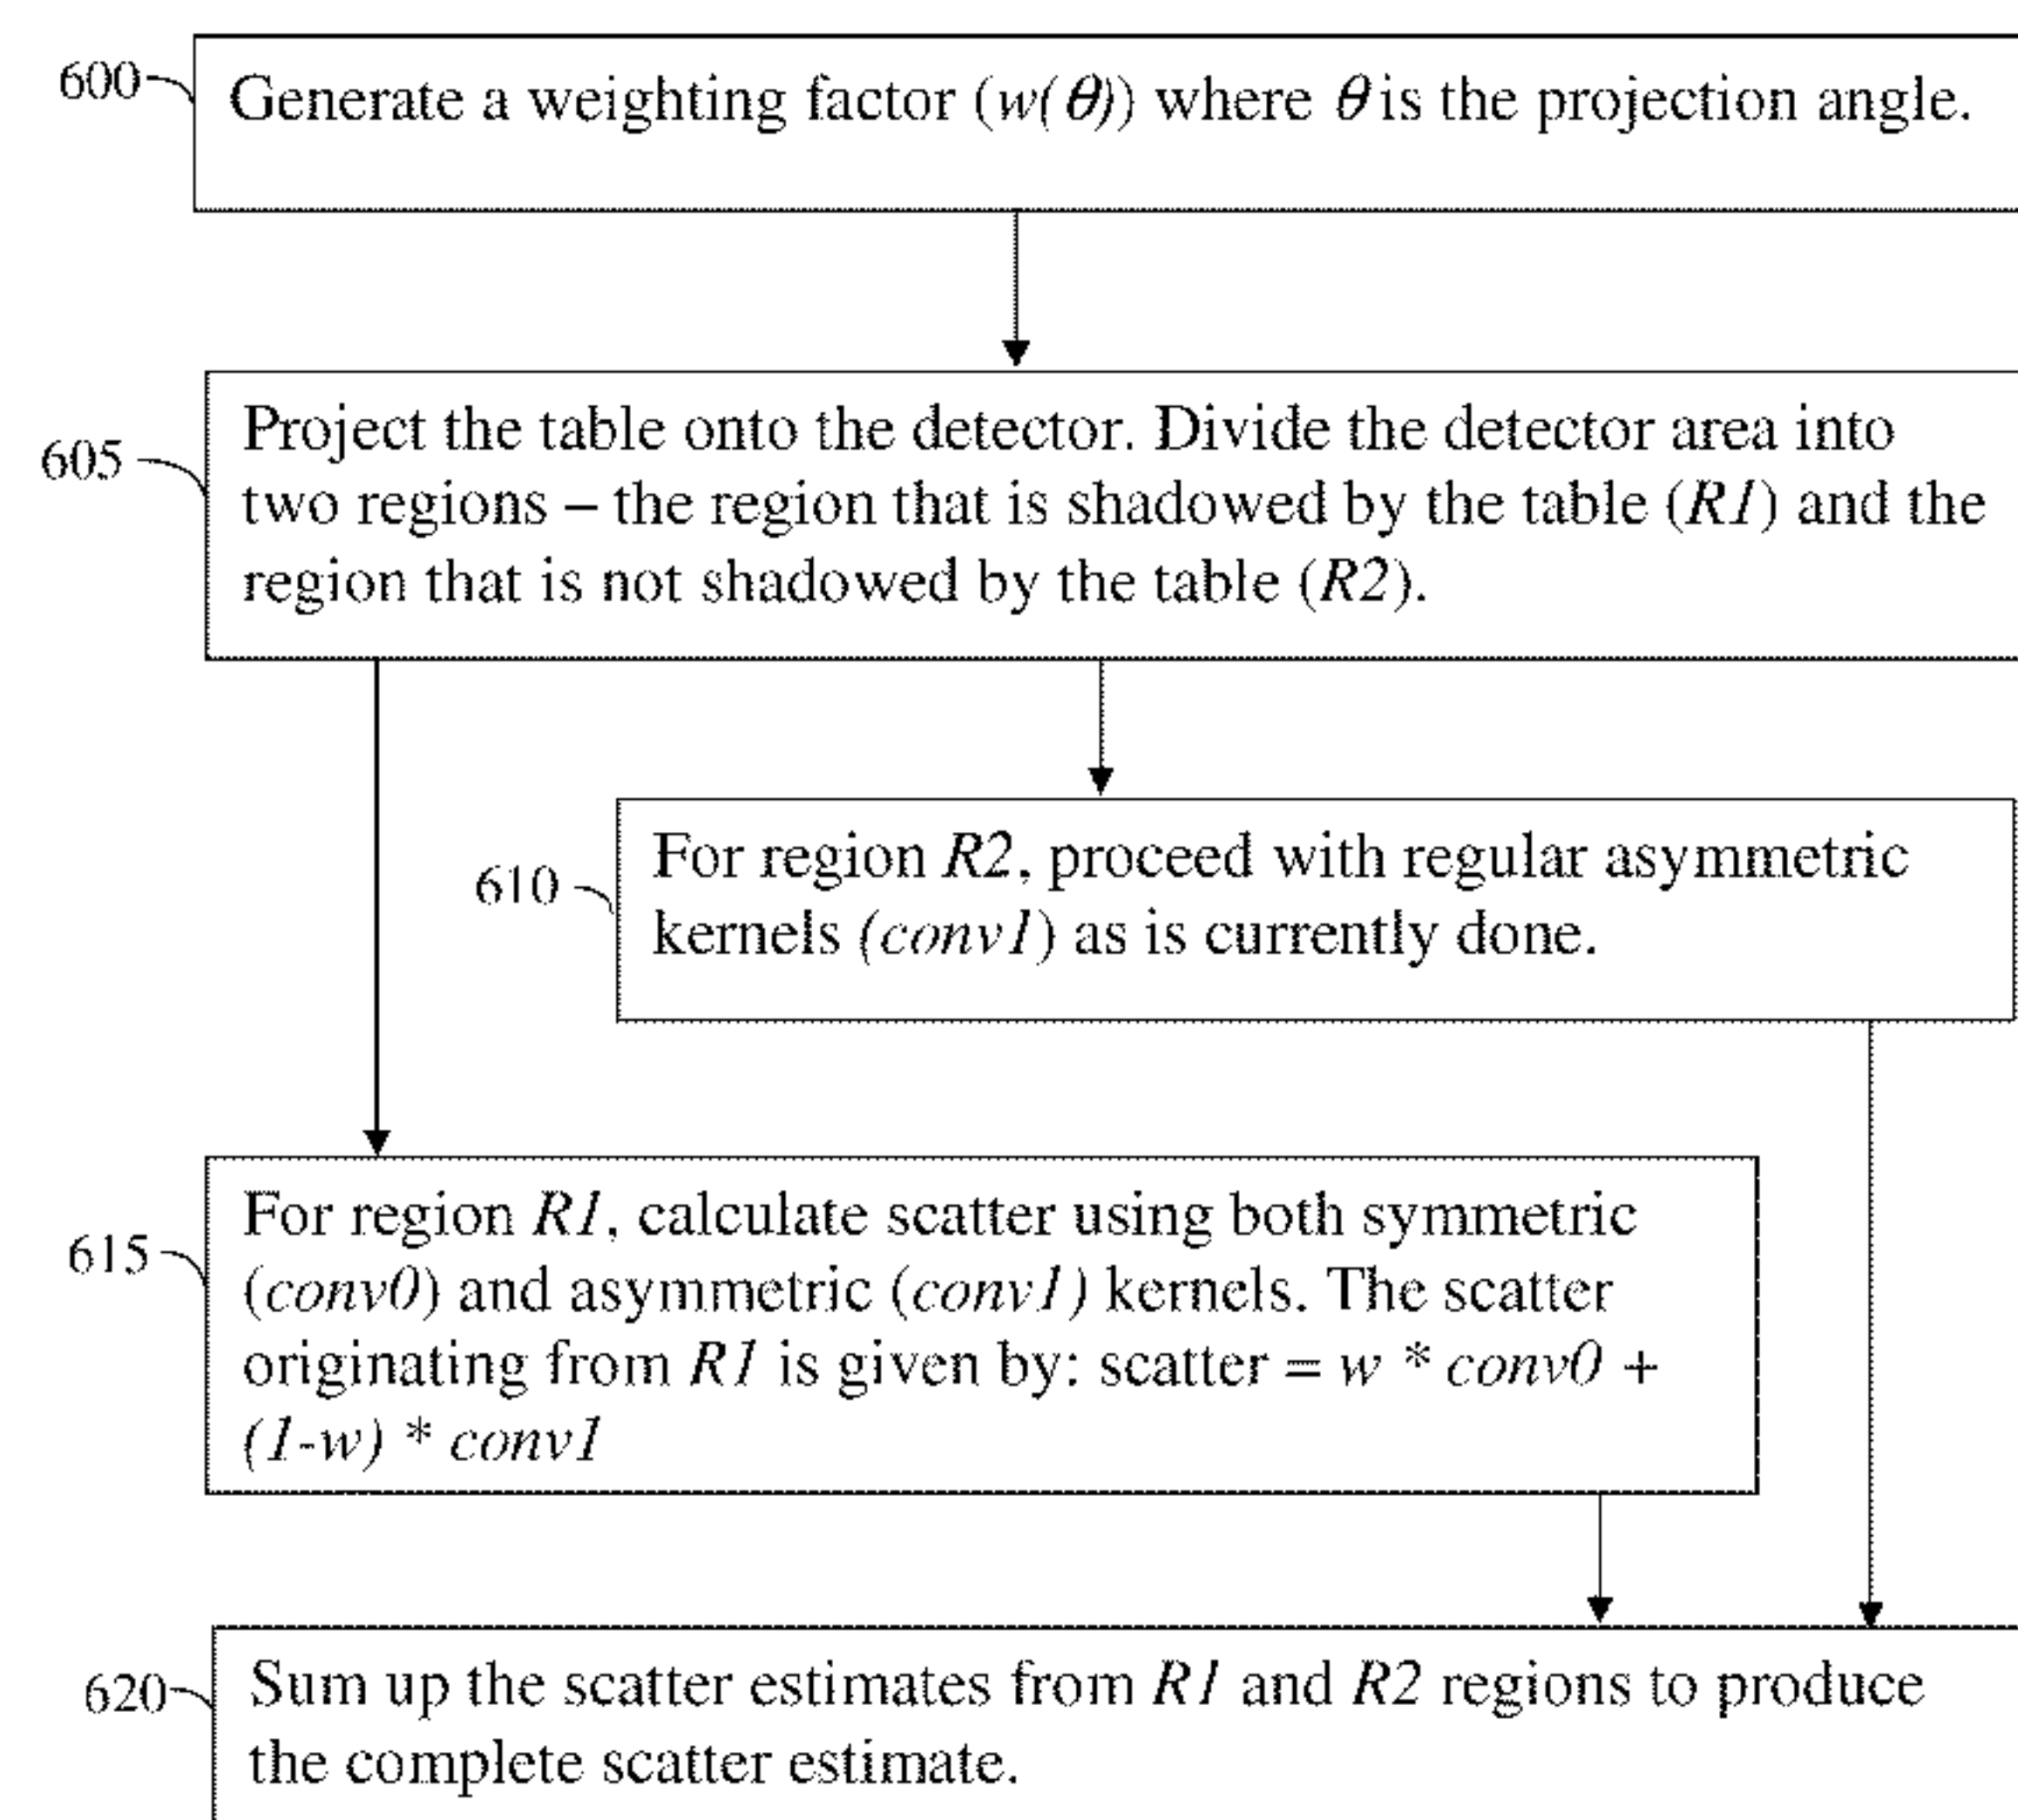 600
Generate a weighting factor (w(θ)) where θ is the projection angle.
605
Project the table onto the detector. Divide the detector area into
two regions – the region that is shadowed by the table (R1) and the
region that is not shadowed by the table (R2).
610
For region R2, proceed with regular asymmetric
kernels (conv1) as is currently done.
615
For region R1, calculate scatter using both symmetric
(conv0) and asymmetric (conv1) kernels. The scatter
originating from R1 is given by: scatter = w * conv0 +
(1-w) * conv1
620
Sum up the scatter estimates from R1 and R2 regions to produce
the complete scatter estimate.